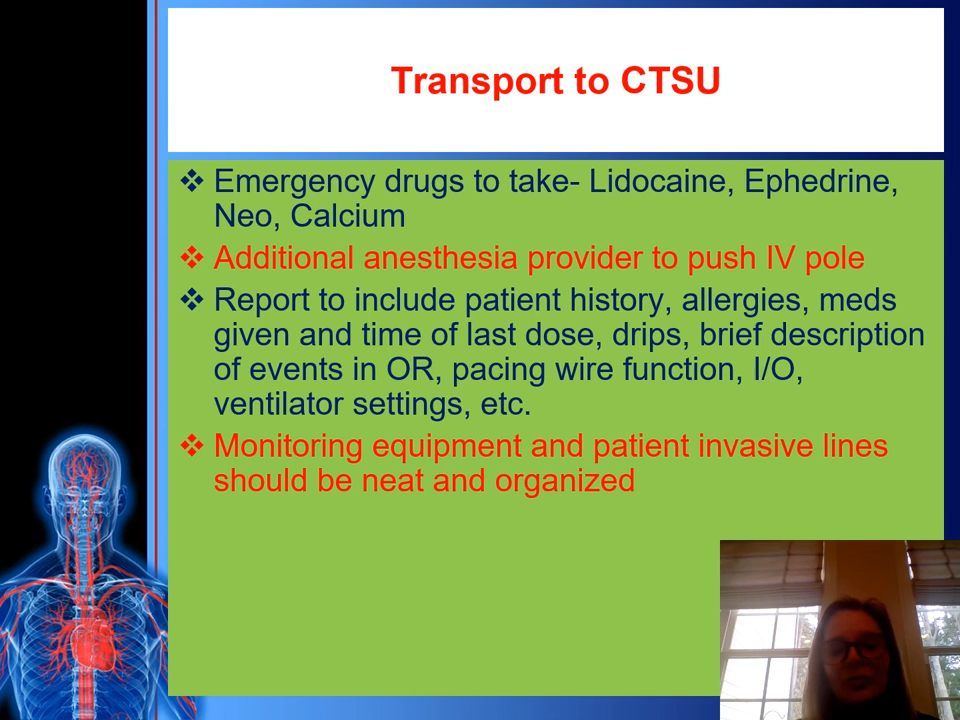 Transport to CTSU
❖ Emergency drugs to take- Lidocaine, Ephedrine,
Neo, Calcium
❖ Additional anesthesia provider to push IV pole
❖ Report to include patient history, allergies, meds
given and time of last dose, drips, brief description
of events in OR, pacing wire function, I/O,
ventilator settings, etc.
❖ Monitoring equipment and patient invasive lines
should be neat and organized